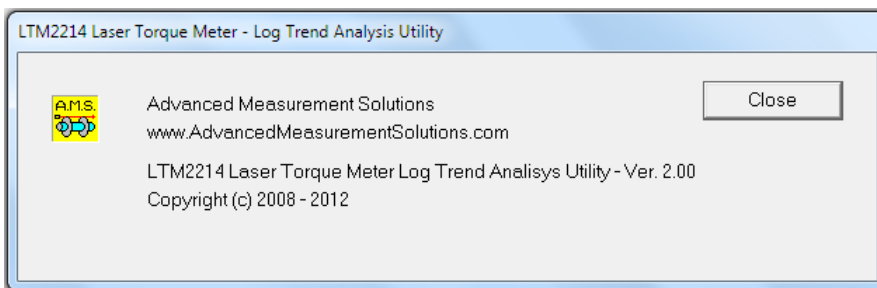 LTM2214 Laser Torque Meter - Log Trend Analysis Utility
A.M.S.
Advanced Measurement Solutions
Close
www.AdvancedMeasurementSolutions.com
LTM2214 Laser Torque Meter Log Trend Analisys Utility - Ver. 2.00
Copyright (c) 2008 - 2012